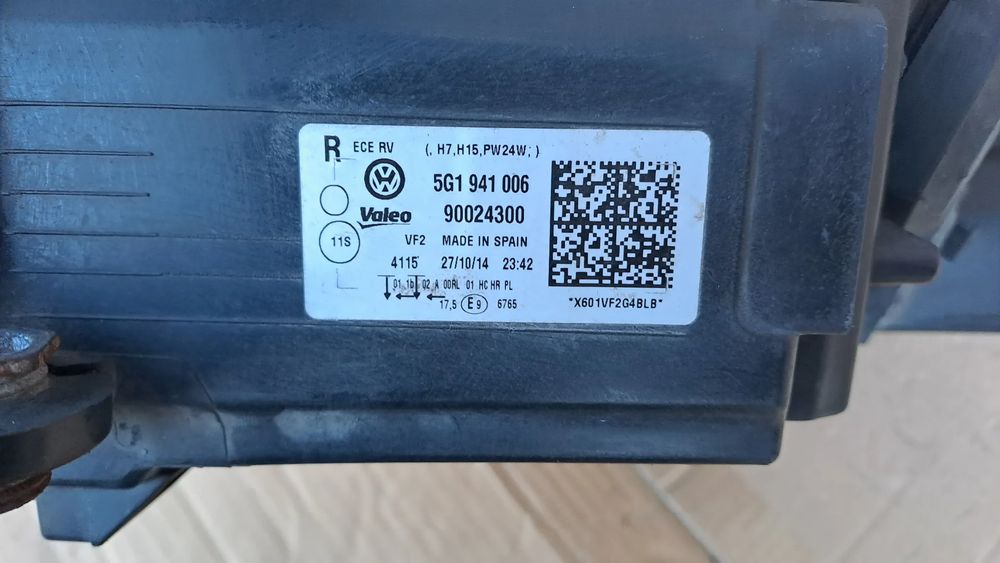 R ECE RV (, H7,H15,PW24W; )
5G1 941 006
Valeo 90024300
11S VF2 MADE IN SPAIN
4115 27/10/14 23:42
01 1b 02 A 00RL 01 HC HR PL
17,5 E9 6765
*X601VF2G4BLB*